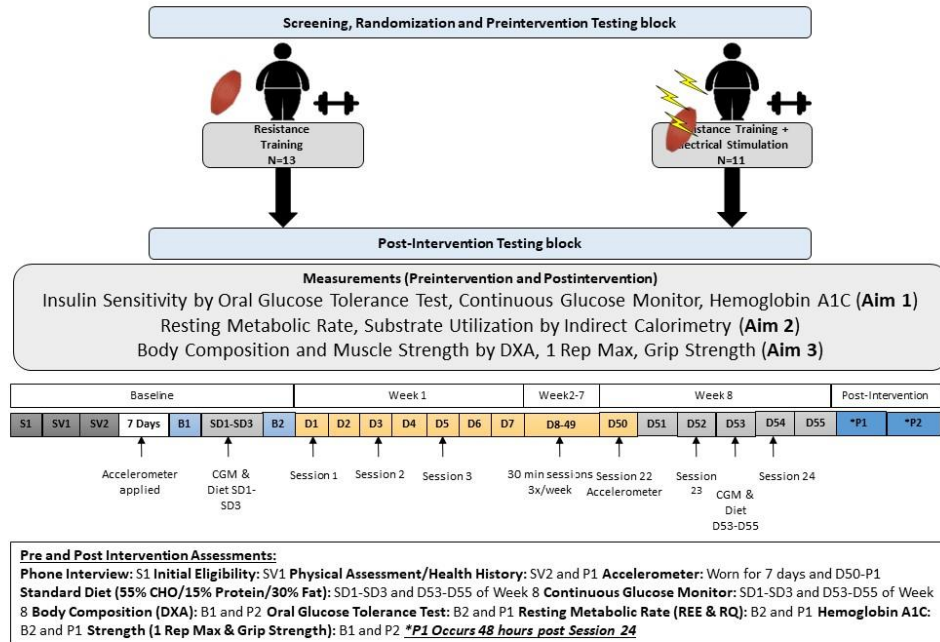 Screening, Randomization and Preintervention Testing block
Resistance
Training
N=13
istance Training +
lectrical Stimulation
N=11
Post-Intervention Testing block
Measurements (Preintervention and Postintervention)
Insulin Sensitivity by Oral Glucose Tolerance Test, Continuous Glucose Monitor, Hemoglobin A1C (Aim 1)
Resting Metabolic Rate, Substrate Utilization by Indirect Calorimetry (Aim 2)
Body Composition and Muscle Strength by DXA, 1 Rep Max, Grip Strength (Aim 3)
Baseline Week 1 Week2-7 Week 8 Post-Intervention
S1 SV1 SV2 7 Days B1 SD1-SD3 B2 D1 D2 D3 D4 D5 D6 D7 D8-49 D50 D51 D52 D53 D54 D55 *P1 *P2
Accelerometer
applied
CGM &
Diet SD1-
SD3
Session 1
Session 2
Session 3
30 min sessions
3x/week
Session 22
Accelerometer
Session
23
CGM &
Diet
D53-D55
Session 24
Pre and Post Intervention Assessments:
Phone Interview: S1 Initial Eligibility: SV1 Physical Assessment/Health History: SV2 and P1 Accelerometer: Worn for 7 days and D50-P1
Standard Diet (55% CHO/15% Protein/30% Fat): SD1-SD3 and D53-D55 of Week 8 Continuous Glucose Monitor: SD1-SD3 and D53-D55 of Week
8 Body Composition (DXA): B1 and P2 Oral Glucose Tolerance Test: B2 and P1 Resting Metabolic Rate (REE & RQ): B2 and P1 Hemoglobin A1C:
B2 and P1 Strength (1 Rep Max & Grip Strength): B1 and P2 *P1 Occurs 48 hours post Session 24